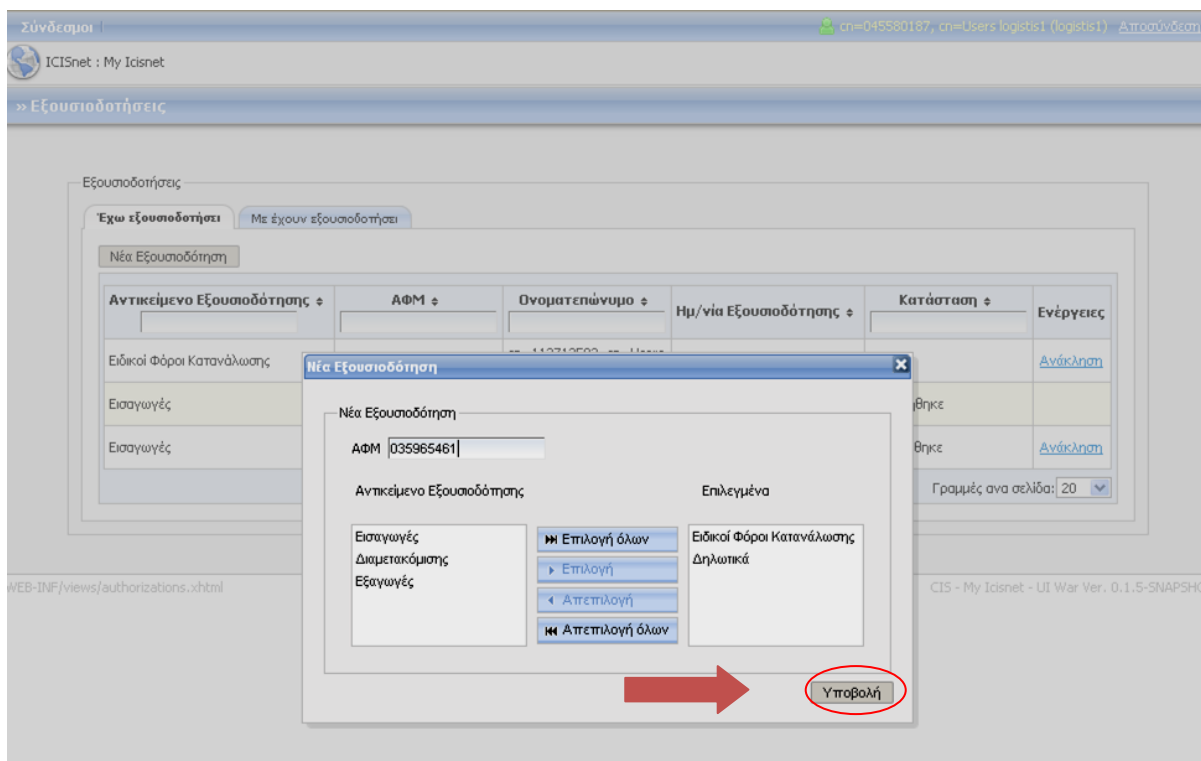 Σύνδεσμοι cn=045580187, cn=Users logistis1 (logistis1) Αποσύνδεση
ICISnet : My Icisnet
» Εξουσιοδοτήσεις
Εξουσιοδοτήσεις
Έχω εξουσιοδοτήσει Με έχουν εξουσιοδοτήσει
Νέα Εξουσιοδότηση
Αντικείμενο Εξουσιοδότησης ΑΦΜ Ονοματεπώνυμο Ημ/νία Εξουσιοδότησης Κατάσταση Ενέργειες
Ειδικοί Φόροι Κατανάλωσης Ανάκληση
Εισαγωγές ήθηκε
Εισαγωγές θηκε Ανάκληση
Γραμμές ανα σελίδα: 20
Νέα Εξουσιοδότηση
Νέα Εξουσιοδότηση
ΑΦΜ 035965461
Αντικείμενο Εξουσιοδότησης Επιλεγμένα
Εισαγωγές
Διαμετακόμισης
Εξαγωγές
Επιλογή όλων
Επιλογή
Απεπιλογή
Απεπιλογή όλων
Ειδικοί Φόροι Κατανάλωσης
Δηλωτικά
Υποβολή
WEB-INF/views/authorizations.xhtml CIS - My Icisnet - UI War Ver. 0.1.5-SNAPSHO